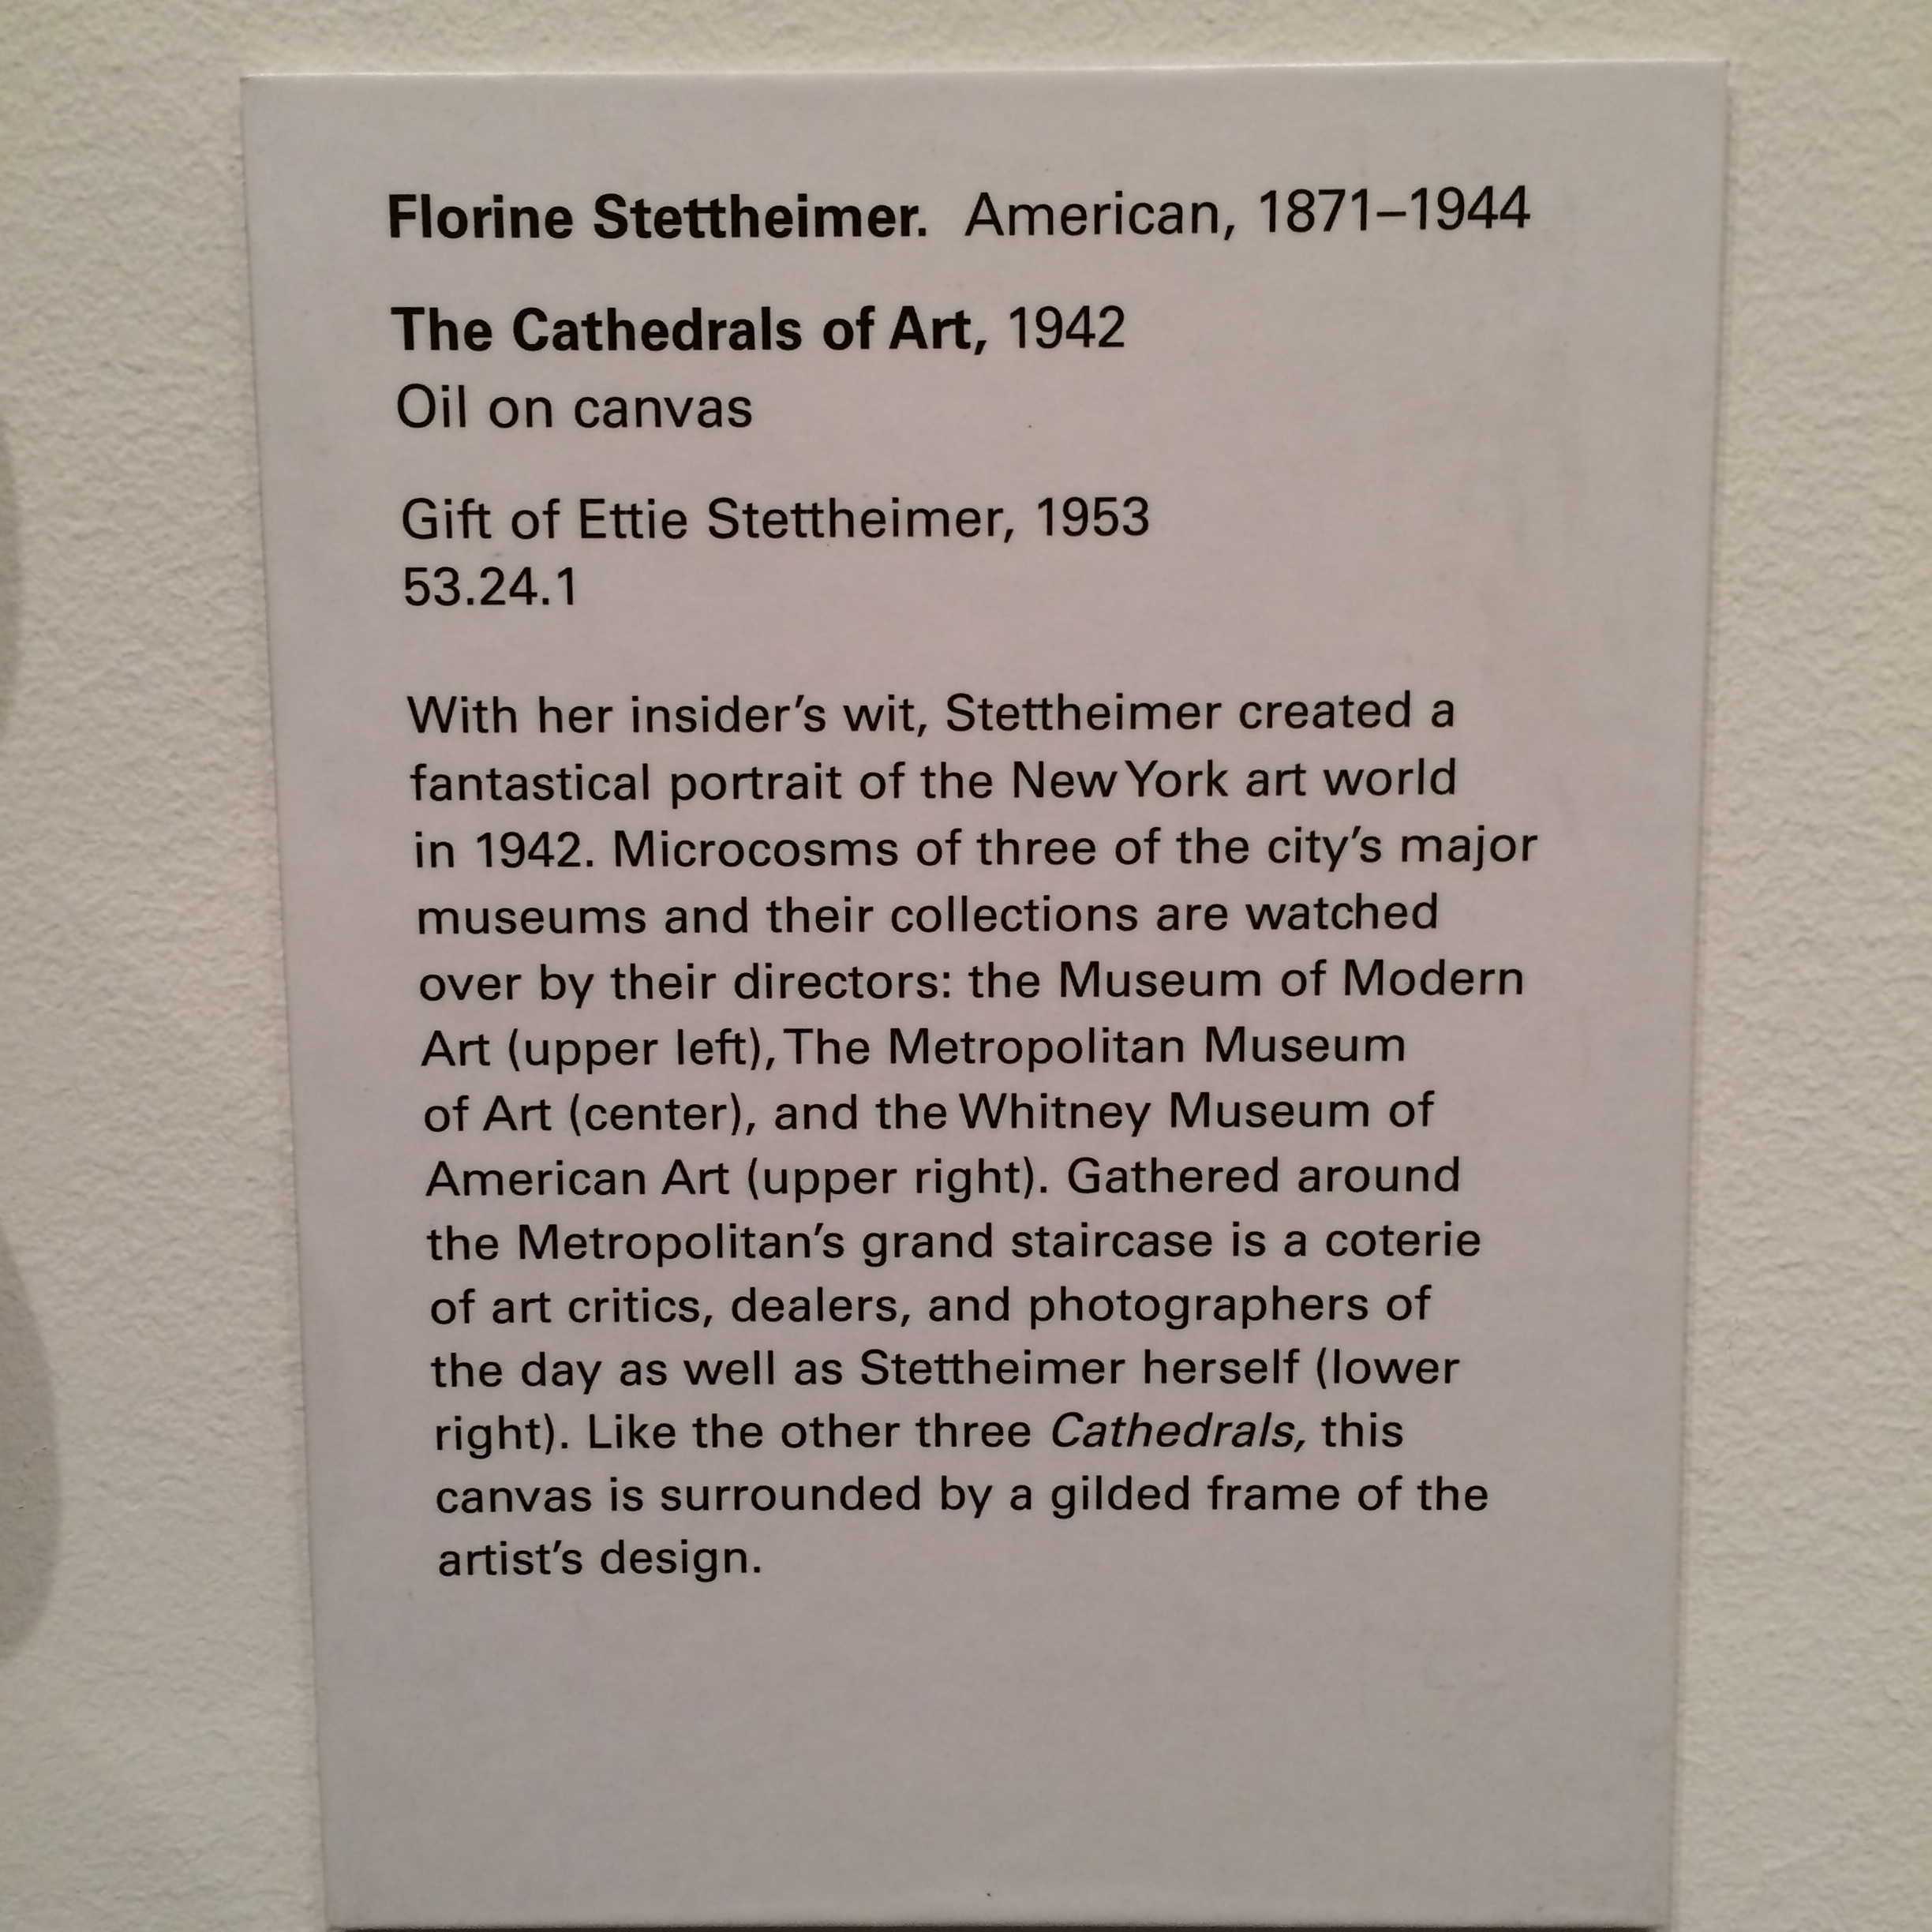 Florine Stettheimer. American, 1871–1944
The Cathedrals of Art, 1942
Oil on canvas
Gift of Ettie Stettheimer, 1953
53.24.1
With her insider’s wit, Stettheimer created a
fantastical portrait of the New York art world
in 1942. Microcosms of three of the city’s major
museums and their collections are watched
over by their directors: the Museum of Modern
Art (upper left), The Metropolitan Museum
of Art (center), and the Whitney Museum of
American Art (upper right). Gathered around
the Metropolitan’s grand staircase is a coterie
of art critics, dealers, and photographers of
the day as well as Stettheimer herself (lower
right). Like the other three Cathedrals, this
canvas is surrounded by a gilded frame of the
artist’s design.